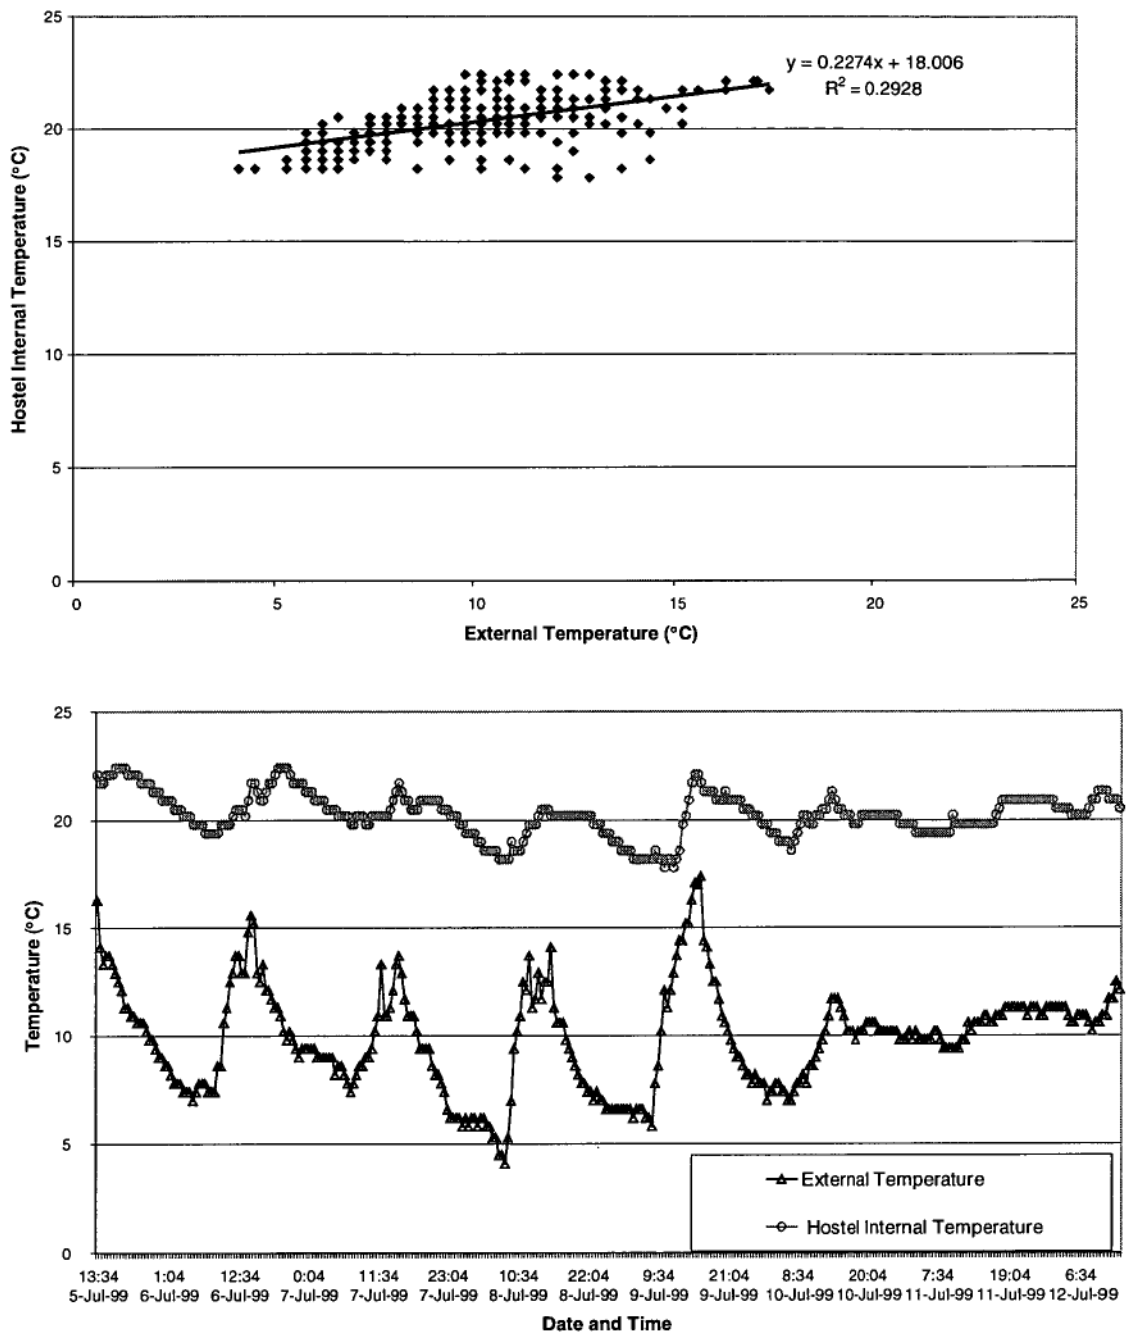 25
20
15
10
5
0
Hostel Internal Temperature (°C)
y = 0.2274x + 18.006
R² = 0.2928
0 5 10 15 20 25
External Temperature (°C)
25
20
15
10
5
0
Temperature (°C)
External Temperature
Hostel Internal Temperature
13:34 1:04 12:34 0:04 11:34 23:04 10:34 22:04 9:34 21:04 8:34 20:04 7:34 19:04 6:34
5-Jul-99 6-Jul-99 6-Jul-99 7-Jul-99 7-Jul-99 7-Jul-99 8-Jul-99 8-Jul-99 9-Jul-99 9-Jul-99 10-Jul-99 10-Jul-99 11-Jul-99 11-Jul-99 12-Jul-99
Date and Time